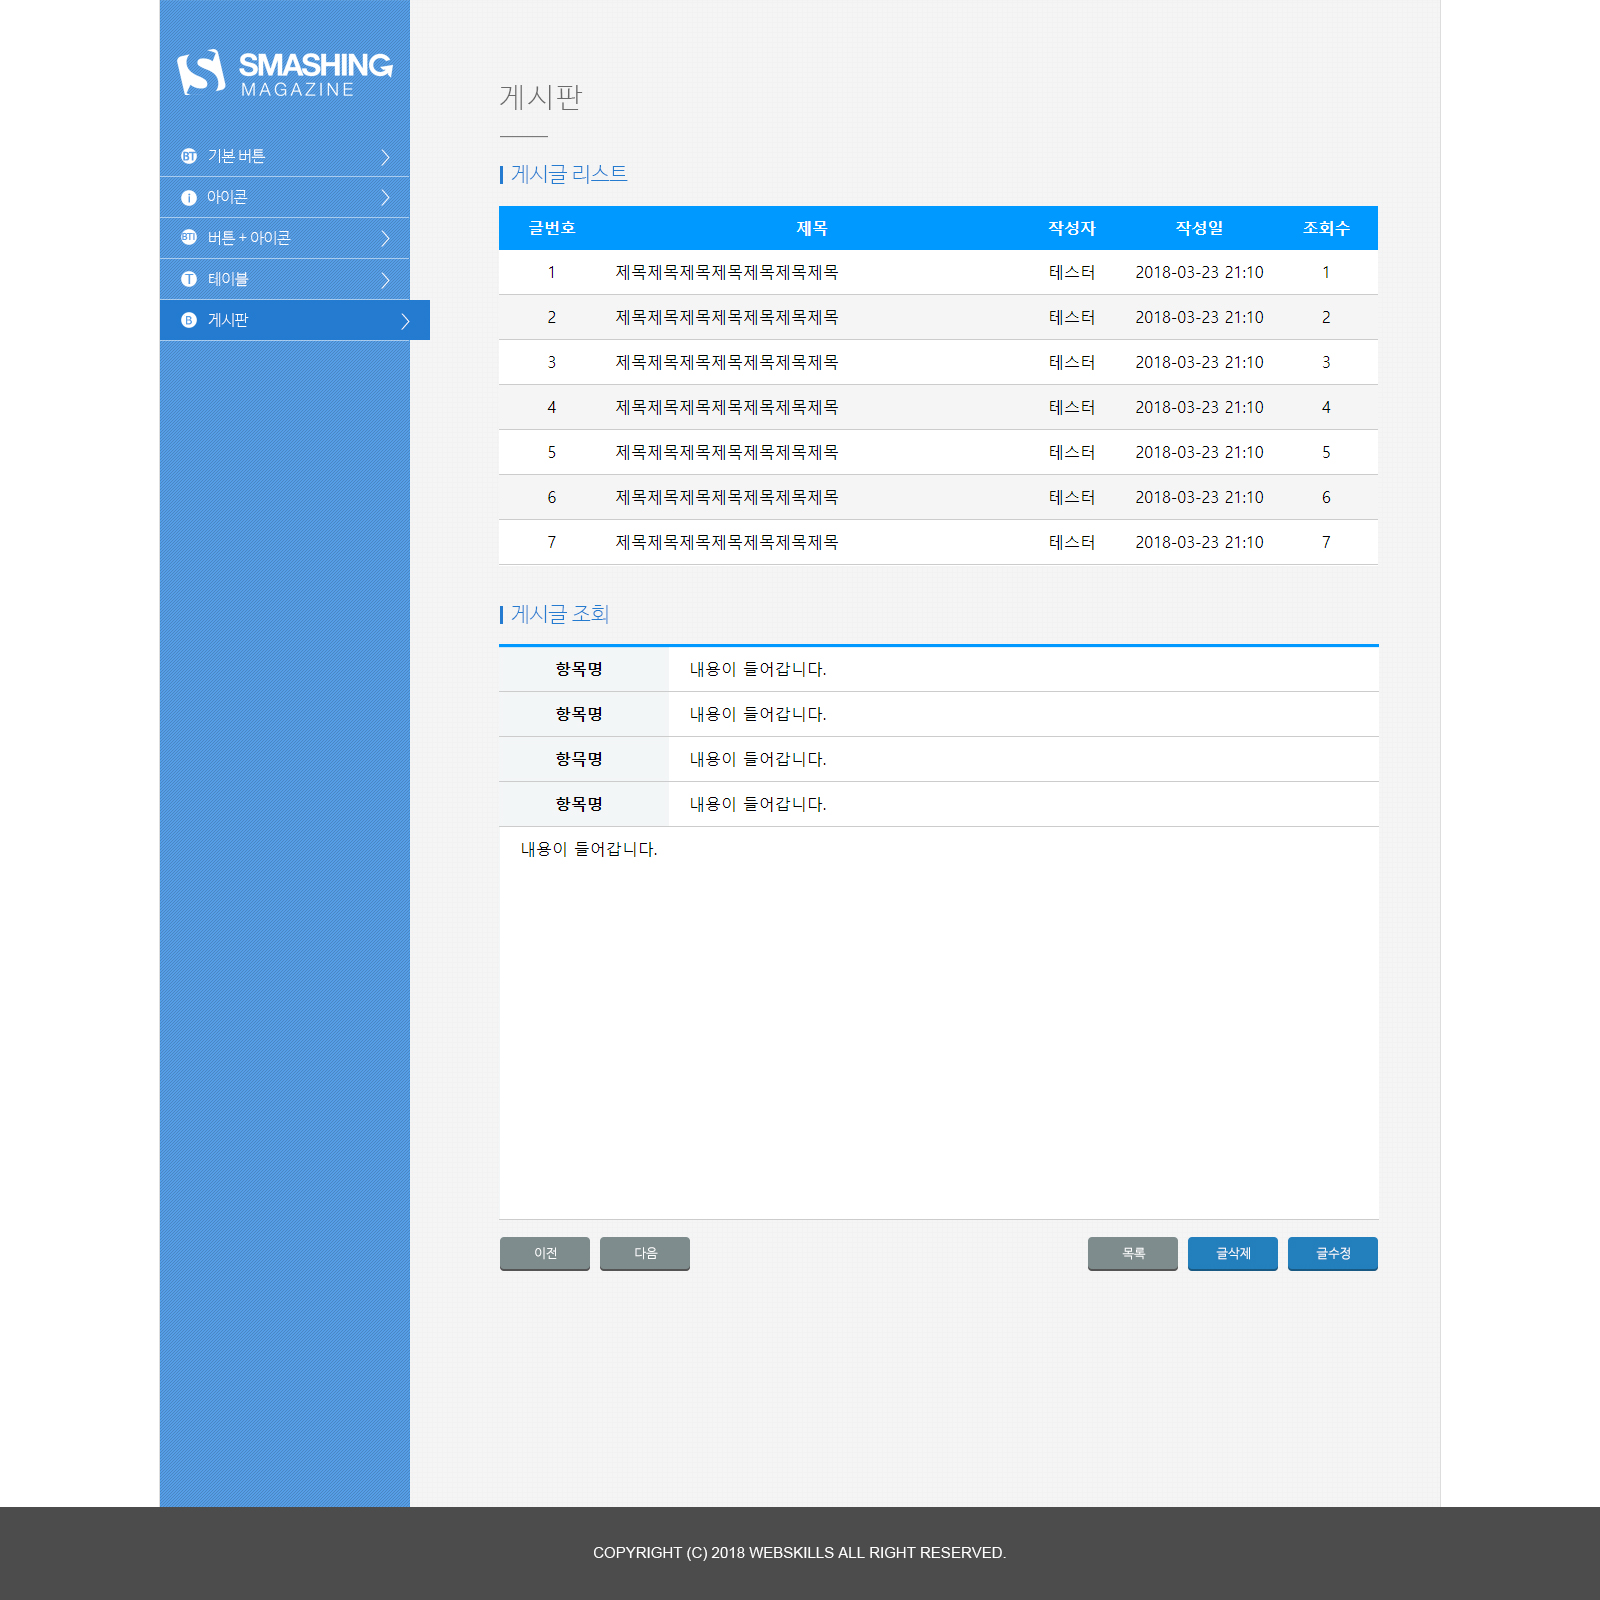 SMASHING
MAGAZINE
BT 기본 버튼
i 아이콘
BTI 버튼 + 아이콘
T 테이블
B 게시판
게시판
게시글 리스트
글번호 제목 작성자 작성일 조회수
1 제목제목제목제목제목제목제목 테스터 2018-03-23 21:10 1
2 제목제목제목제목제목제목제목 테스터 2018-03-23 21:10 2
3 제목제목제목제목제목제목제목 테스터 2018-03-23 21:10 3
4 제목제목제목제목제목제목제목 테스터 2018-03-23 21:10 4
5 제목제목제목제목제목제목제목 테스터 2018-03-23 21:10 5
6 제목제목제목제목제목제목제목 테스터 2018-03-23 21:10 6
7 제목제목제목제목제목제목제목 테스터 2018-03-23 21:10 7
게시글 조회
항목명 내용이 들어갑니다.
항목명 내용이 들어갑니다.
항목명 내용이 들어갑니다.
항목명 내용이 들어갑니다.
내용이 들어갑니다.
이전 다음 목록 글삭제 글수정
COPYRIGHT (C) 2018 WEBSKILLS ALL RIGHT RESERVED.